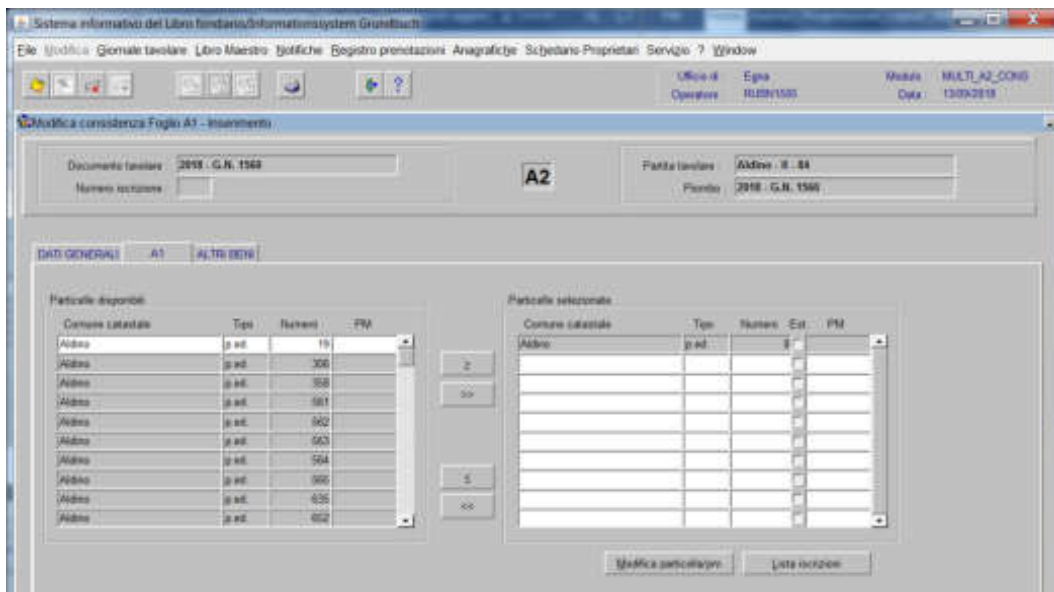 Sistema informativo del Libro fondiario/Informationssystem Grundbuch
File Modifica Giornale tavolare Libro Maestro Notifiche Registro prenotazioni Anagrafiche Schedario Proprietari Servizio ? Window
Ufficio di Egna Modulo MULTI_A2_CONS
Operatore Data : 13/09/2018
Modifica consistenza Foglio A1 - Inserimento
Documento tavolare 2018 - G.N. 1560
Numero iscrizione
A2
Partita tavolare Aldino - II - 84
Piombo 2018 - G.N. 1560
DATI GENERALI A1 ALTRI BENI
Particelle disponibili
Comune catastale Tipo Numero PM
Aldino p.ed. 19
Aldino p.ed. 306
Aldino p.ed. 558
Aldino p.ed. 561
Aldino p.ed. 562
Aldino p.ed. 563
Aldino p.ed. 564
Aldino p.ed. 565
Aldino p.ed. 635
Aldino p.ed. 652
>>
<<
Particelle selezionate
Comune catastale Tipo Numero Est. PM
Aldino p.ed.
Modifica particella/pm Lista iscrizioni